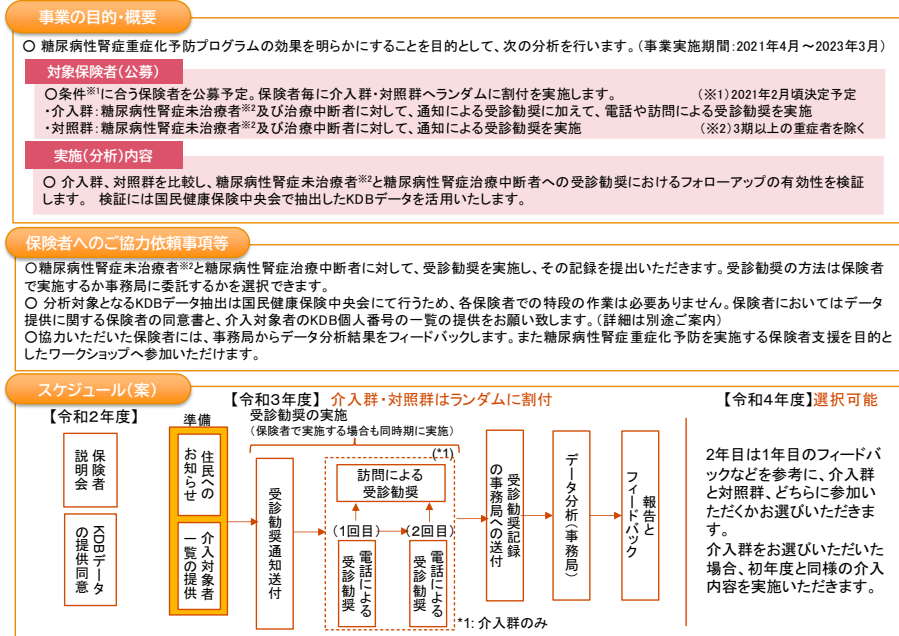 事業の目的・概要
○ 糖尿病性腎症重症化予防プログラムの効果を明らかにすることを目的として、次の分析を行います。（事業実施期間：2021年4月～2023年3月）
対象保険者（公募）
○条件※1に合う保険者を公募予定。保険者毎に介入群・対照群へランダムに割付を実施します。 （※1）2021年2月頃決定予定
・介入群：糖尿病性腎症未治療者※2及び治療中断者に対して、通知による受診勧奨に加えて、電話や訪問による受診勧奨を実施
・対照群：糖尿病性腎症未治療者※2及び治療中断者に対して、通知による受診勧奨を実施 （※2）3期以上の重症者を除く
実施（分析）内容
○ 介入群、対照群を比較し、糖尿病性腎症未治療者※2と糖尿病性腎症治療中断者への受診勧奨におけるフォローアップの有効性を検証
します。 検証には国民健康保険中央会で抽出したKDBデータを活用いたします。
保険者へのご協力依頼事項等
○糖尿病性腎症未治療者※2と糖尿病性腎症治療中断者に対して、受診勧奨を実施し、その記録を提出いただきます。受診勧奨の方法は保険者
で実施するか事務局に委託するかを選択できます。
○ 分析対象となるKDBデータ抽出は国民健康保険中央会にて行うため、各保険者での特段の作業は必要ありません。保険者においてはデータ
提供に関する保険者の同意書と、介入対象者のKDB個人番号の一覧の提供をお願い致します。（詳細は別途ご案内）
○協力いただいた保険者には、事務局からデータ分析結果をフィードバックします。また糖尿病性腎症重症化予防を実施する保険者支援を目的と
したワークショップへ参加いただけます。
スケジュール（案）
【令和2年度】
保険者
説明会
KDBデータ
の提供同意
【令和3年度】 介入群・対照群はランダムに割付
準備
住民への
お知らせ
介入対象者
一覧の提供
受診勧奨の実施
（保険者で実施する場合も同時期に実施）
受診勧奨通知送付
(*1)
訪問による
受診勧奨
(1回目)
(2回目)
電話による
受診勧奨
電話による
受診勧奨
*1: 介入群のみ
受診勧奨記録
の事務局への送付
データ分析（事務局）
報告と
フィードバック
【令和4年度】選択可能
2年目は1年目のフィードバ
ックなどを参考に、介入群
と対照群、どちらに参加い
ただくかお選びいただきま
す。
介入群をお選びいただいた
場合、初年度と同様の介入
内容を実施いただきます。